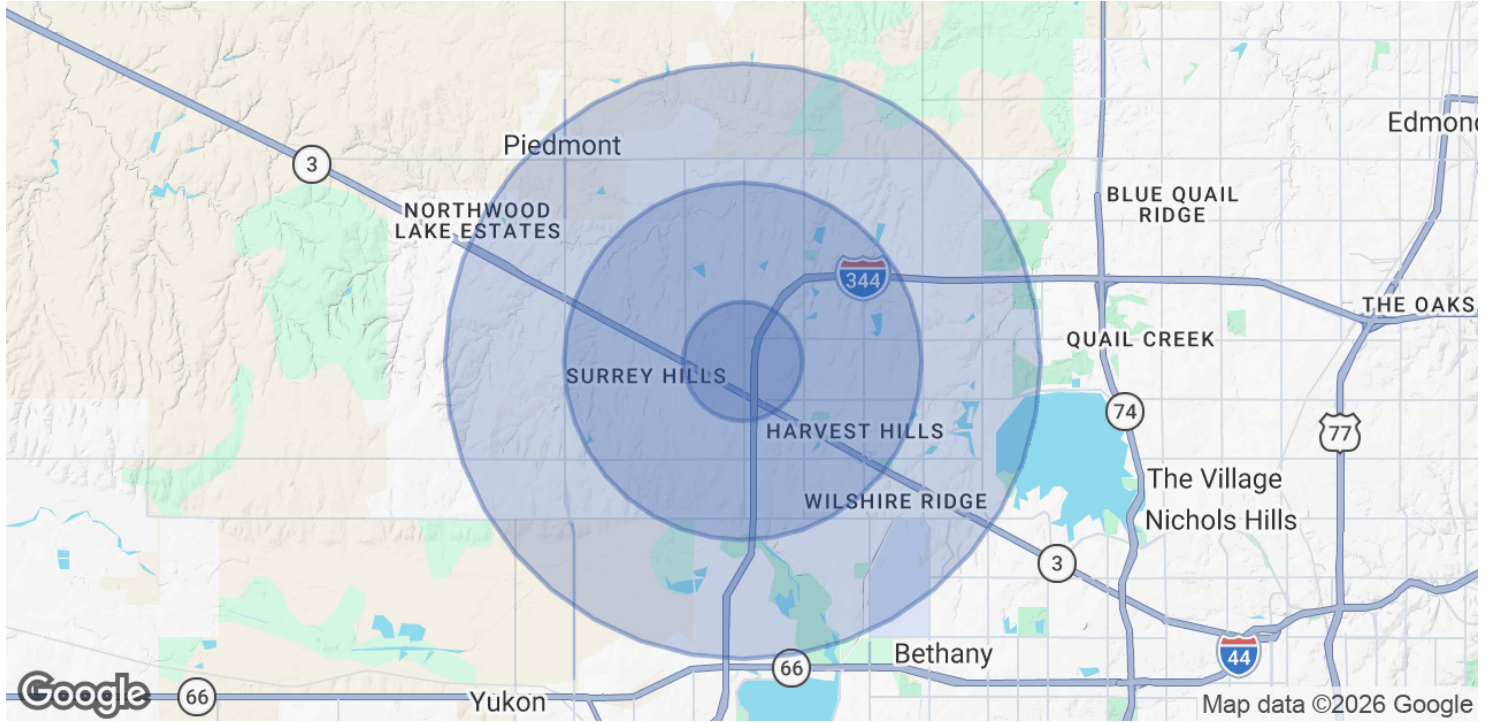 Edmond
Piedmont
3
BLUE QUAIL
RIDGE
NORTHWOOD
LAKE ESTATES
344
THE OAKS
QUAIL CREEK
SURREY HILLS
74
HARVEST HILLS
77
The Village
WILSHIRE RIDGE
Nichols Hills
3
Bethany
44
66
Google
66
Yukon
Map data ©2026 Google